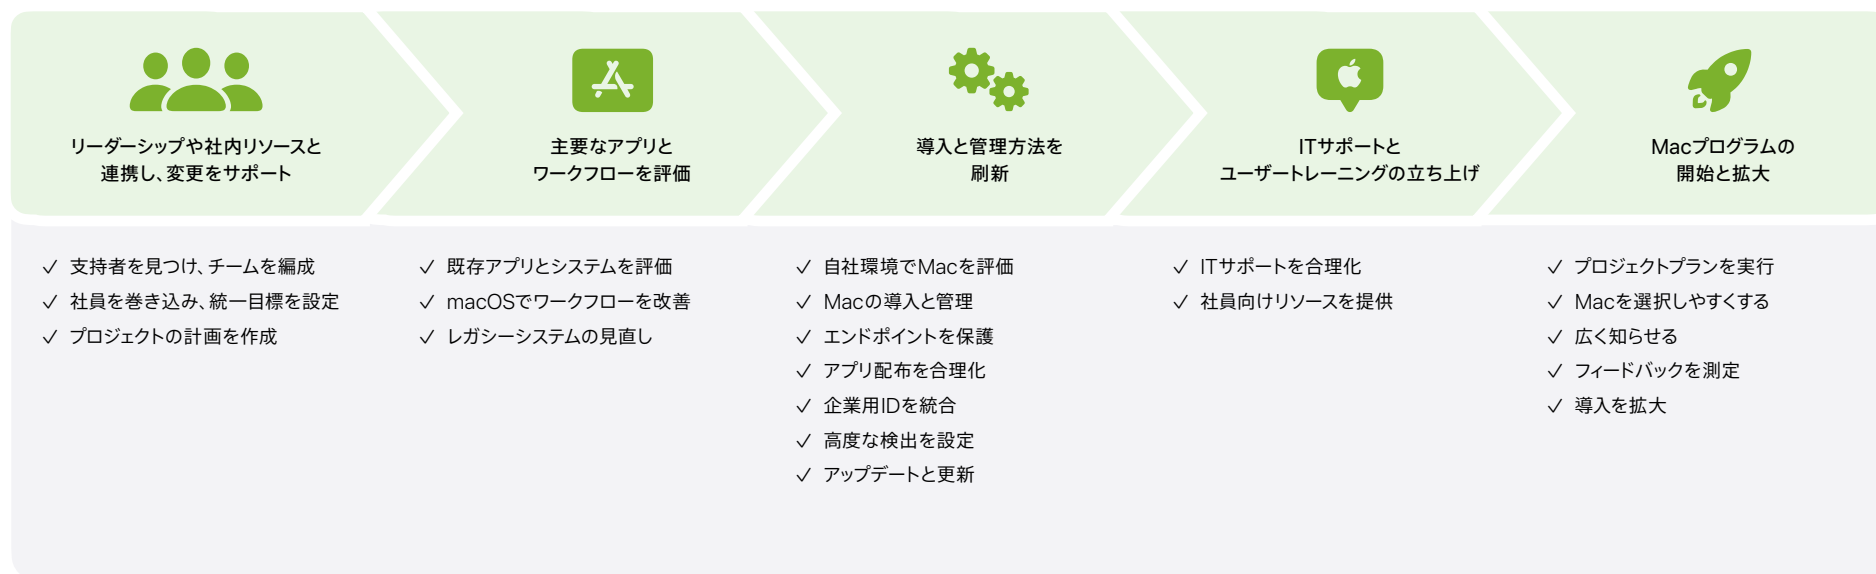 リーダーシップや社内リソースと
連携し、変更をサポート
主要なアプリと
ワークフローを評価
導入と管理方法を
刷新
ITサポートと
ユーザートレーニングの立ち上げ
Macプログラムの
開始と拡大
✓ 支持者を見つけ、チームを編成
✓ 社員を巻き込み、統一目標を設定
✓ プロジェクトの計画を作成
✓ 既存アプリとシステムを評価
✓ macOSでワークフローを改善
✓ レガシーシステムの見直し
✓ 自社環境でMacを評価
✓ Macの導入と管理
✓ エンドポイントを保護
✓ アプリ配布を合理化
✓ 企業用IDを統合
✓ 高度な検出を設定
✓ アップデートと更新
✓ ITサポートを合理化
✓ 社員向けリソースを提供
✓ プロジェクトプランを実行
✓ Macを選択しやすくする
✓ 広く知らせる
✓ フィードバックを測定
✓ 導入を拡大